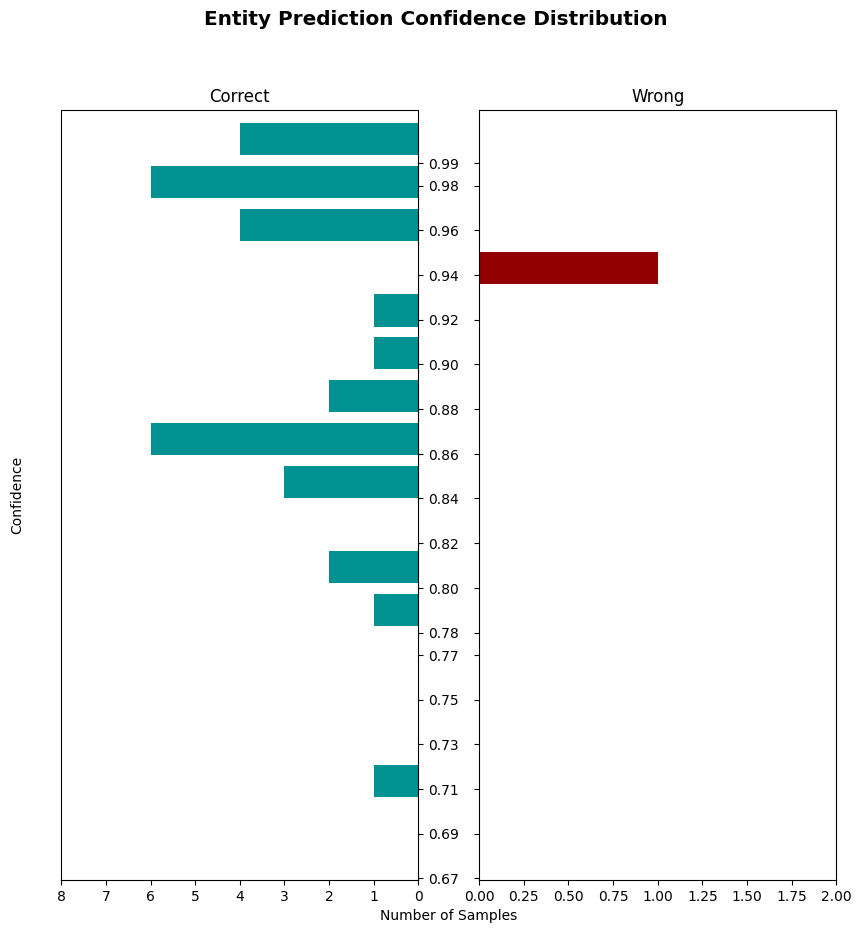 Entity Prediction Confidence Distribution
Correct
Wrong
0.99
0.98
0.96
0.94
0.92
0.90
0.88
0.86
0.84
0.82
0.80
0.78
0.77
0.75
0.73
0.71
0.69
0.67
Confidence
8 7 6 5 4 3 2 1 0
0.00 0.25 0.50 0.75 1.00 1.25 1.50 1.75 2.00
Number of Samples